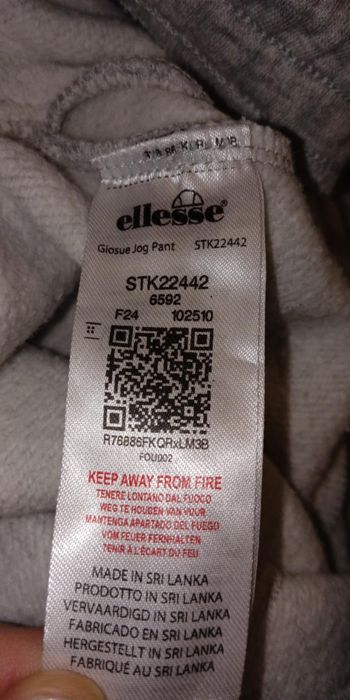 ellesse
Giosue Jog Pant STK22442
STK22442
6592
F24 102510
R76886FKQRxLM3B
FOU002
KEEP AWAY FROM FIRE
TENERE LONTANO DAL FUOCO
WEG TE HOUDEN VAN VUUR
MANTENGA APARTADO DEL FUEGO
VOM FEUER FERNHALTEN
TENIR À L'ÉCART DU FEU
MADE IN SRI LANKA
PRODOTTO IN SRI LANKA
VERVAARDIGD IN SRI LANKA
FABRICADO EN SRI LANKA
HERGESTELLT IN SRI LANKA
FABRIQUÉ AU SRI LANKA